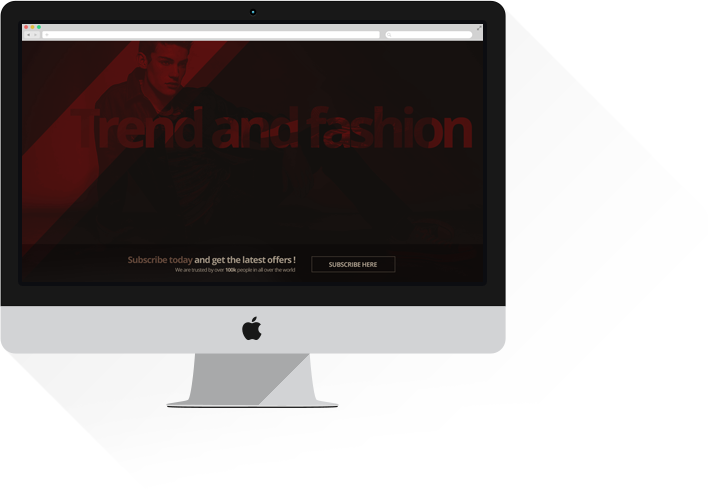 Trend and fashion
Subscribe today and get the latest offers !
We are trusted by over 100k people in all over the world
SUBSCRIBE HERE